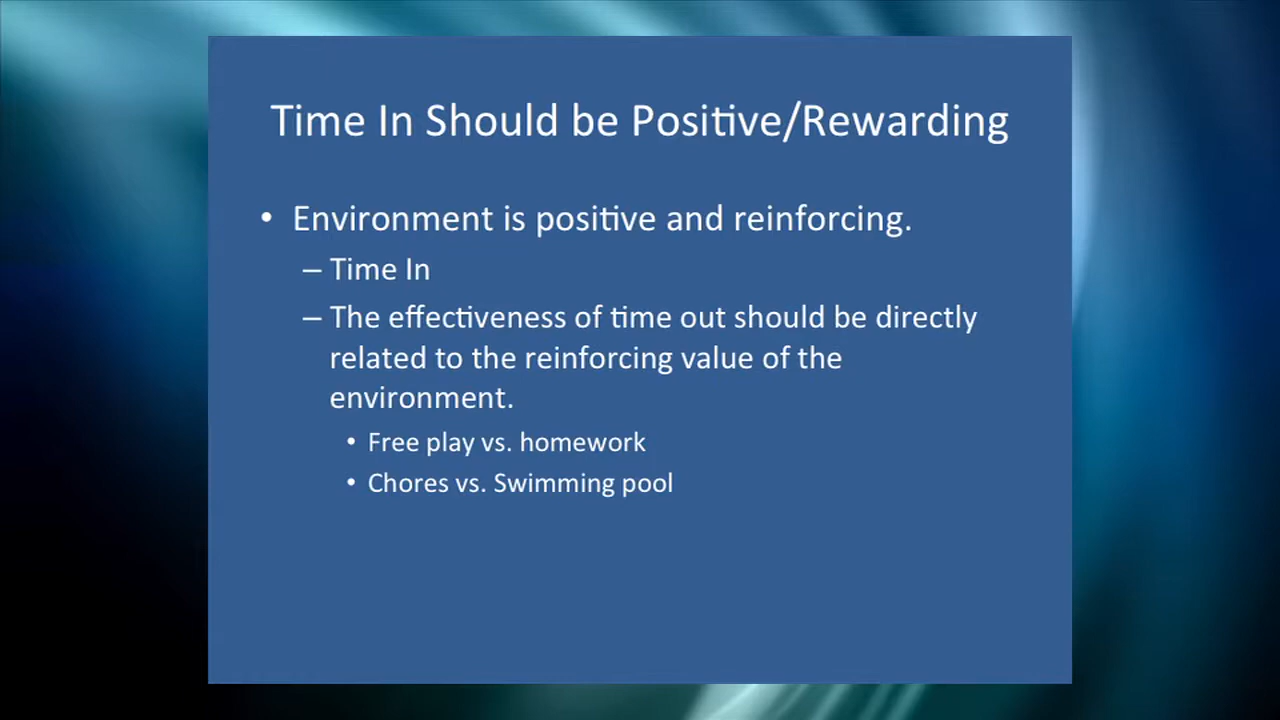 Time In Should be Positive/Rewarding
• Environment is positive and reinforcing.
– Time In
– The effectiveness of time out should be directly
related to the reinforcing value of the
environment.
• Free play vs. homework
• Chores vs. Swimming pool